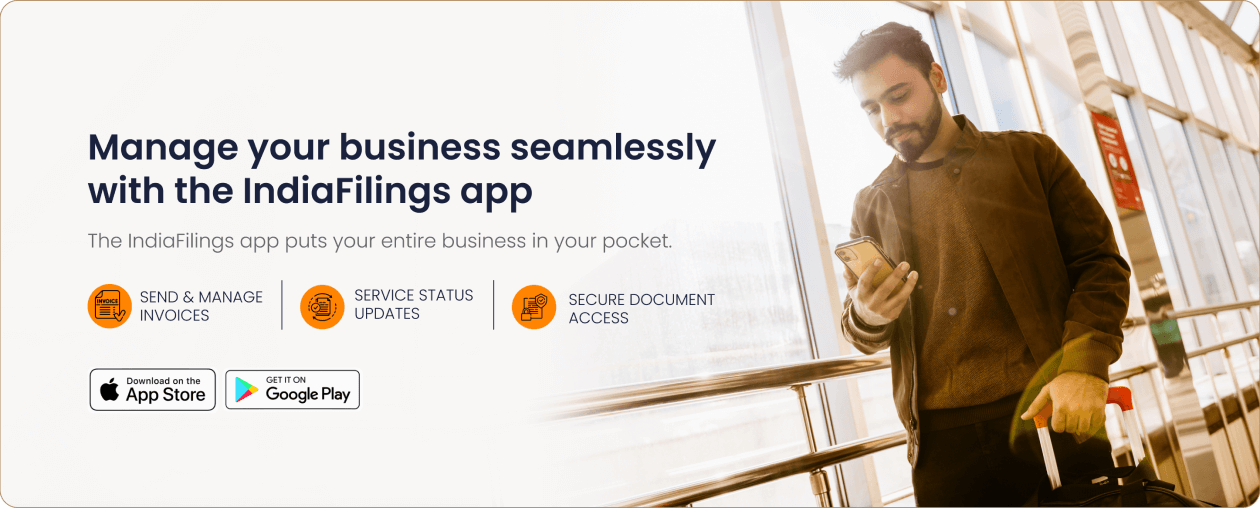 Manage your business seamlessly
with the IndiaFilings app
The IndiaFilings app puts your entire business in your pocket.
INVOICE
SEND & MANAGE
INVOICES
SERVICE STATUS
UPDATES
SECURE DOCUMENT
ACCESS
Download on the
App Store
GET IT ON
Google Play